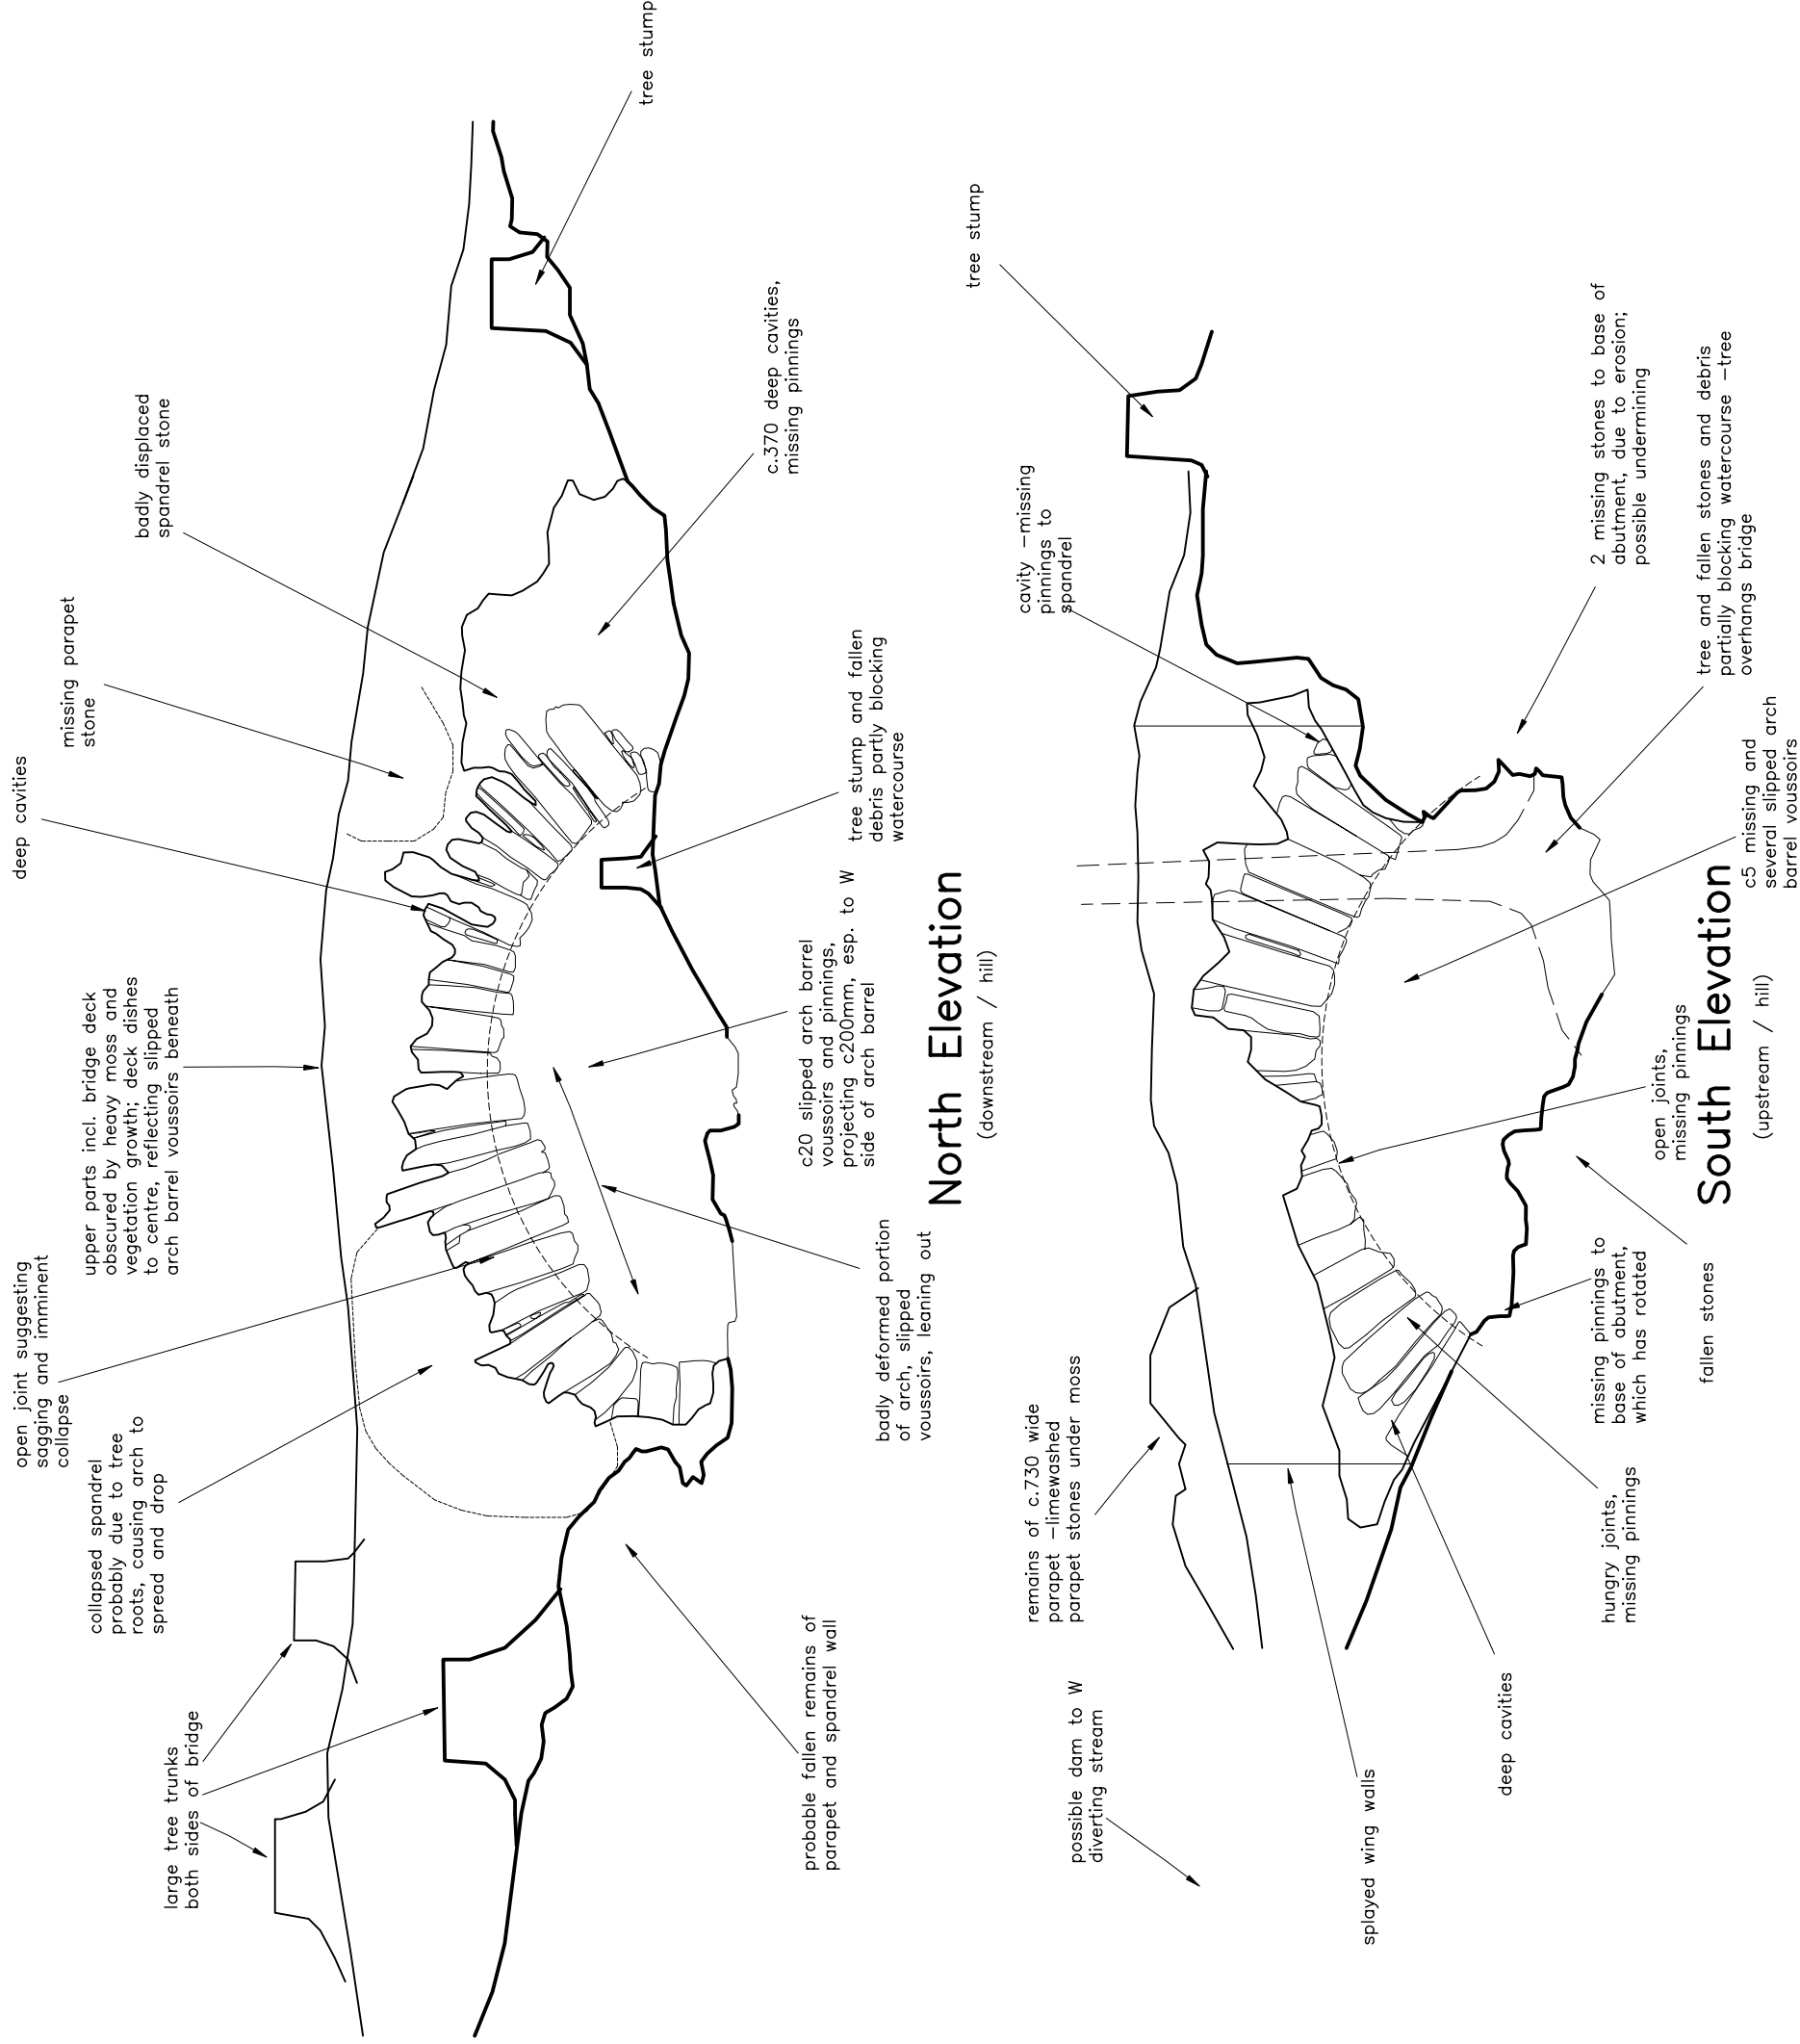 tree stump
badly displaced
spandrel stone
c.370 deep cavities,
missing pinnings
missing parapet
stone
deep cavities
tree stump and fallen
debris partly blocking
watercourse
upper parts incl. bridge deck
obscured by heavy moss and
vegetation growth; deck dishes
to centre, reflecting slipped
arch barrel voussoirs beneath
c20 slipped arch barrel
voussoirs and pinnings,
projecting c200mm, esp. to W
side of arch barrel
open joint suggesting
sagging and imminent
collapse
badly deformed portion
of arch, slipped
voussoirs, leaning out
collapsed spandrel
probably due to tree
roots, causing arch to
spread and drop
large tree trunks
both sides of bridge
probable fallen remains of
parapet and spandrel wall
North Elevation
(downstream / hill)
tree stump
cavity –missing
pinnings to
spandrel
2 missing stones to base of
abutment, due to erosion;
possible undermining
tree and fallen stones and debris
partially blocking watercourse –tree
overhangs bridge
c5 missing and
several slipped arch
barrel voussoirs
open joints,
missing pinnings
missing pinnings to
base of abutment,
which has rotated
fallen stones
remains of c.730 wide
parapet –limewashed
parapet stones under moss
hungry joints,
missing pinnings
deep cavities
possible dam to W
diverting stream
splayed wing walls
South Elevation
(upstream / hill)